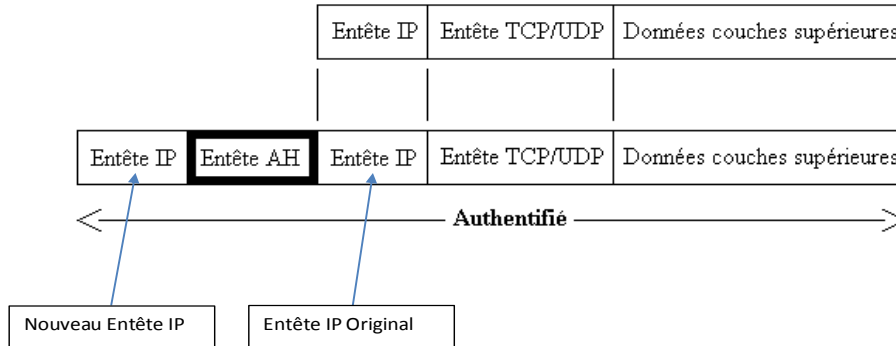 Entête IP Entête TCP/UDP Données couches supérieures
Entête IP Entête AH Entête IP Entête TCP/UDP Données couches supérieures
Authentifié
Nouveau Entête IP Entête IP Original